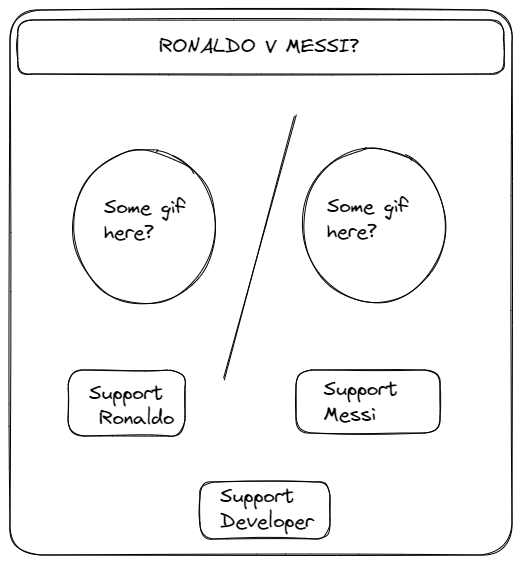 RONALDO V MESSI?
Some gif
here?
Some gif
here?
Support
Ronaldo
Support
Messi
Support
Developer